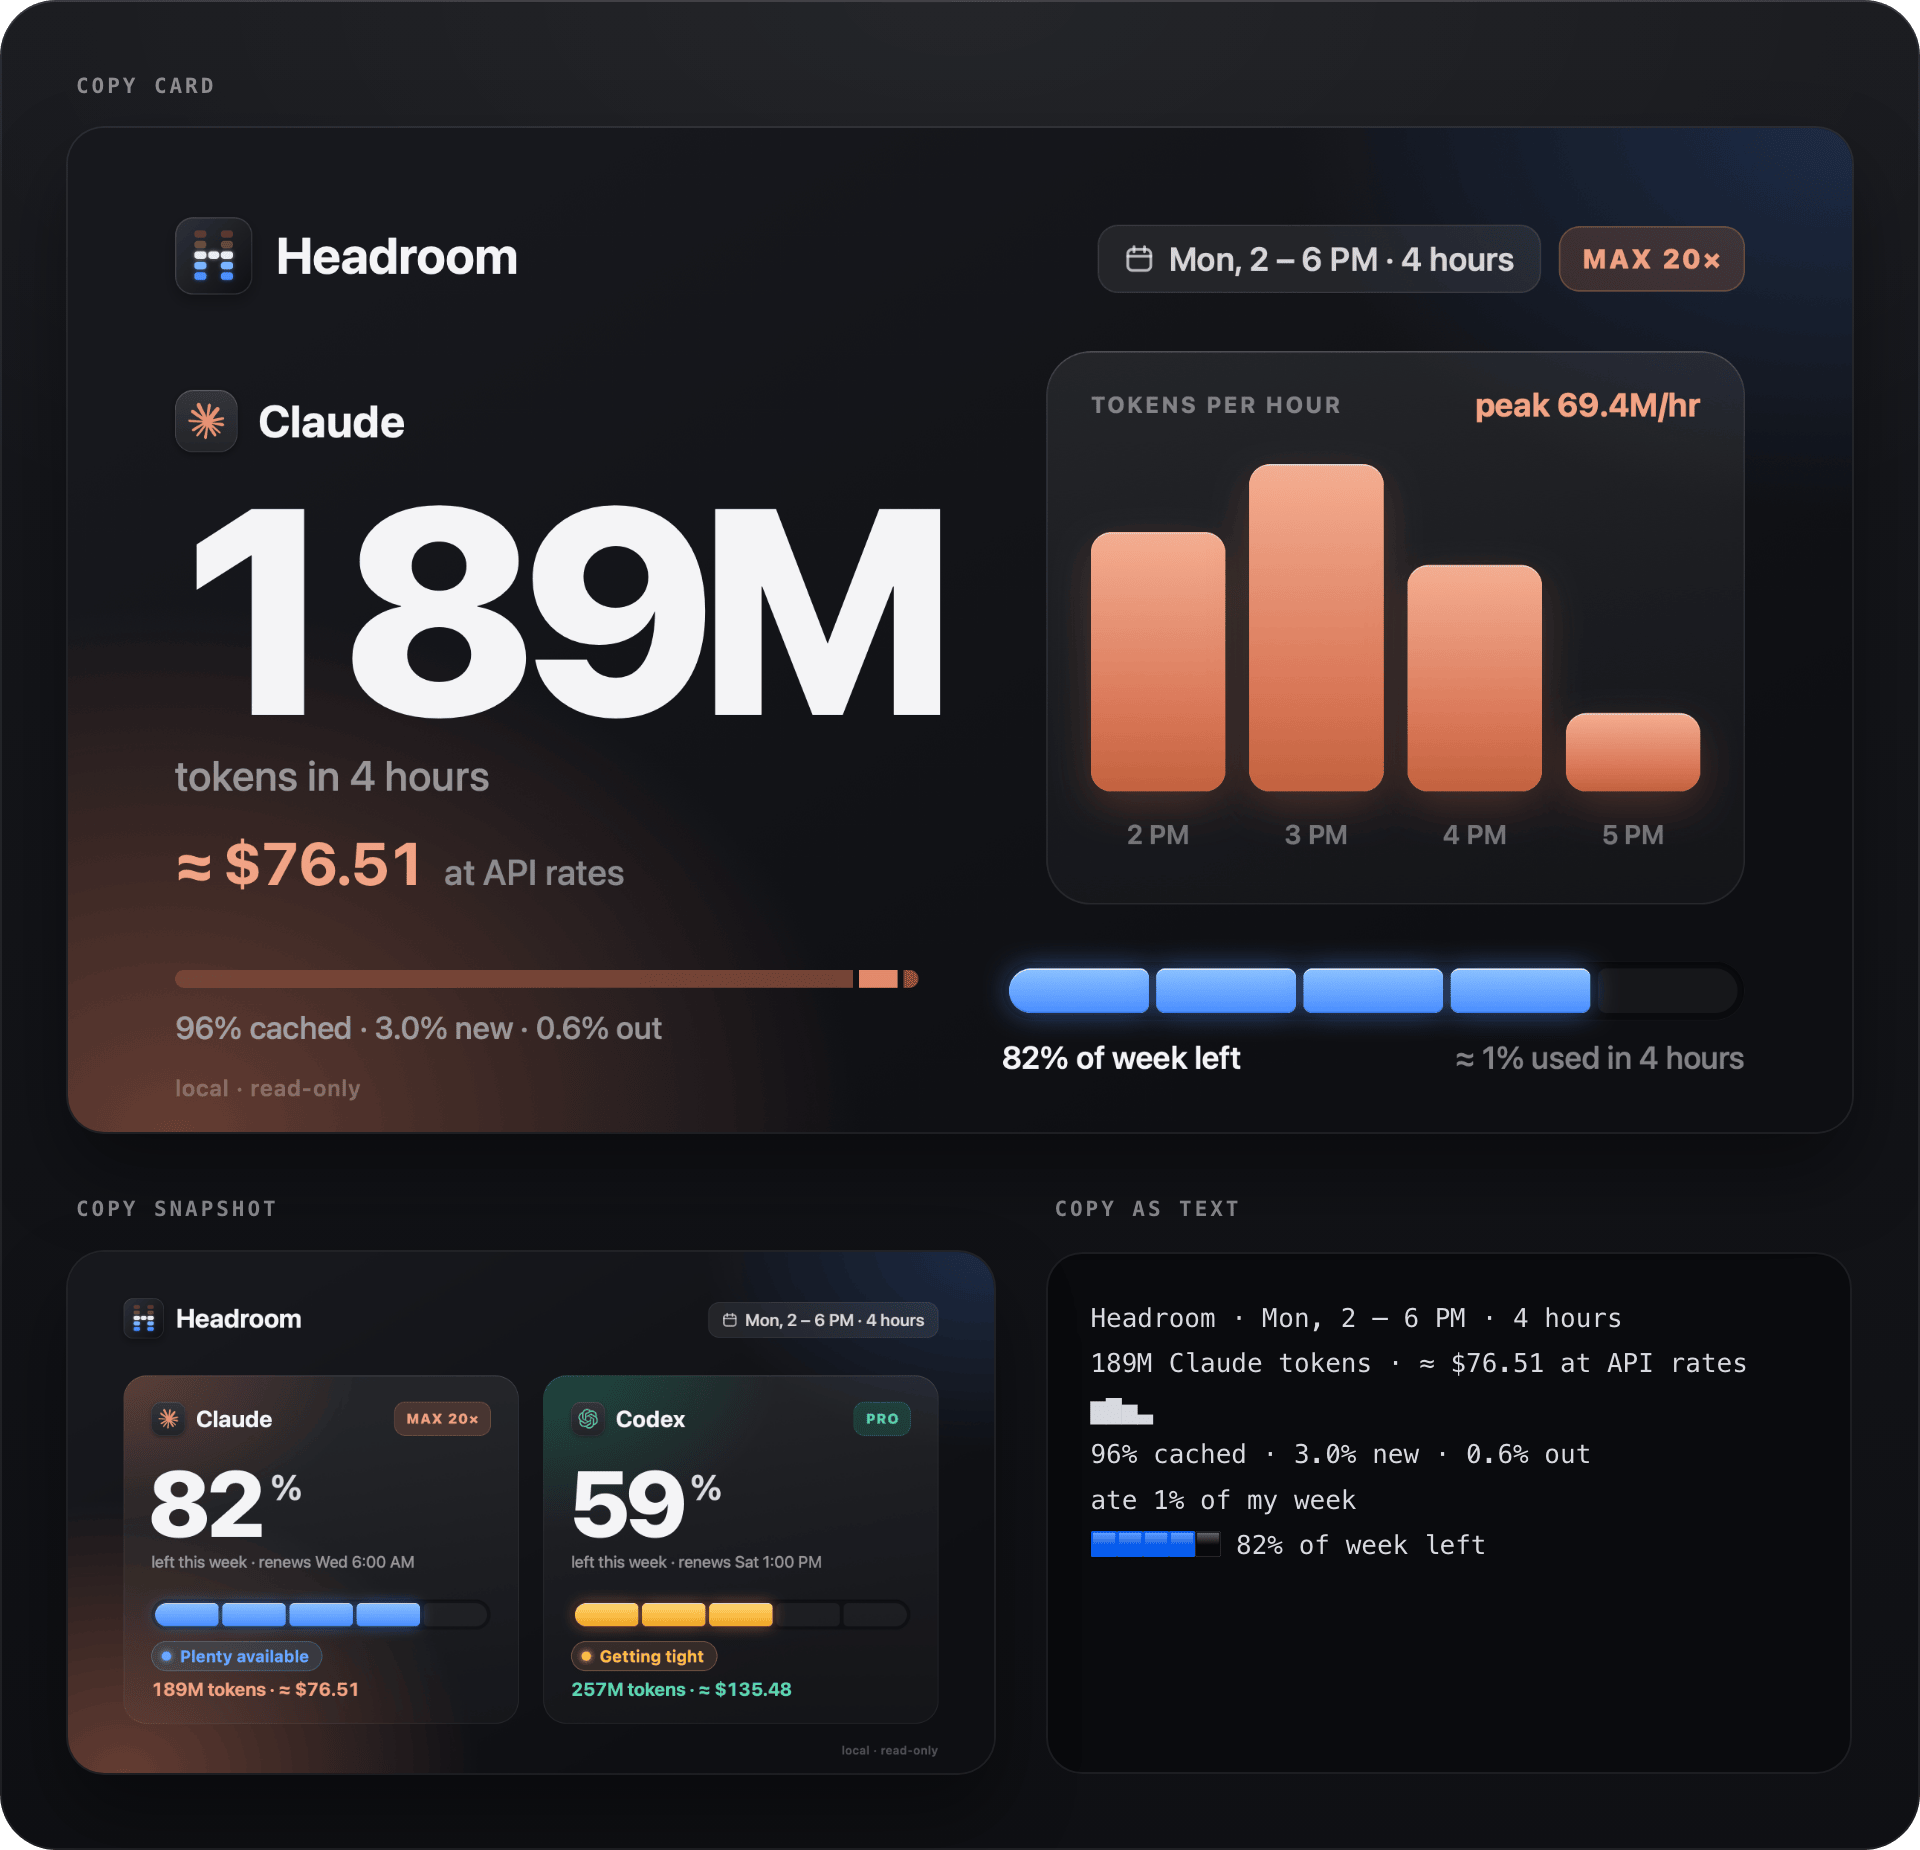 COPY CARD
Headroom
Mon, 2 – 6 PM · 4 hours
MAX 20×
Claude
189M
tokens in 4 hours
≈ $76.51 at API rates
96% cached · 3.0% new · 0.6% out
local · read-only
TOKENS PER HOUR
peak 69.4M/hr
2 PM 3 PM 4 PM 5 PM
82% of week left
≈ 1% used in 4 hours
COPY SNAPSHOT
Headroom
Mon, 2 – 6 PM · 4 hours
Claude
MAX 20×
82%
left this week · renews Wed 6:00 AM
Plenty available
189M tokens · ≈ $76.51
Codex
PRO
59%
left this week · renews Sat 1:00 PM
Getting tight
257M tokens · ≈ $135.48
local · read-only
COPY AS TEXT
Headroom · Mon, 2 – 6 PM · 4 hours
189M Claude tokens · ≈ $76.51 at API rates
96% cached · 3.0% new · 0.6% out
ate 1% of my week
82% of week left